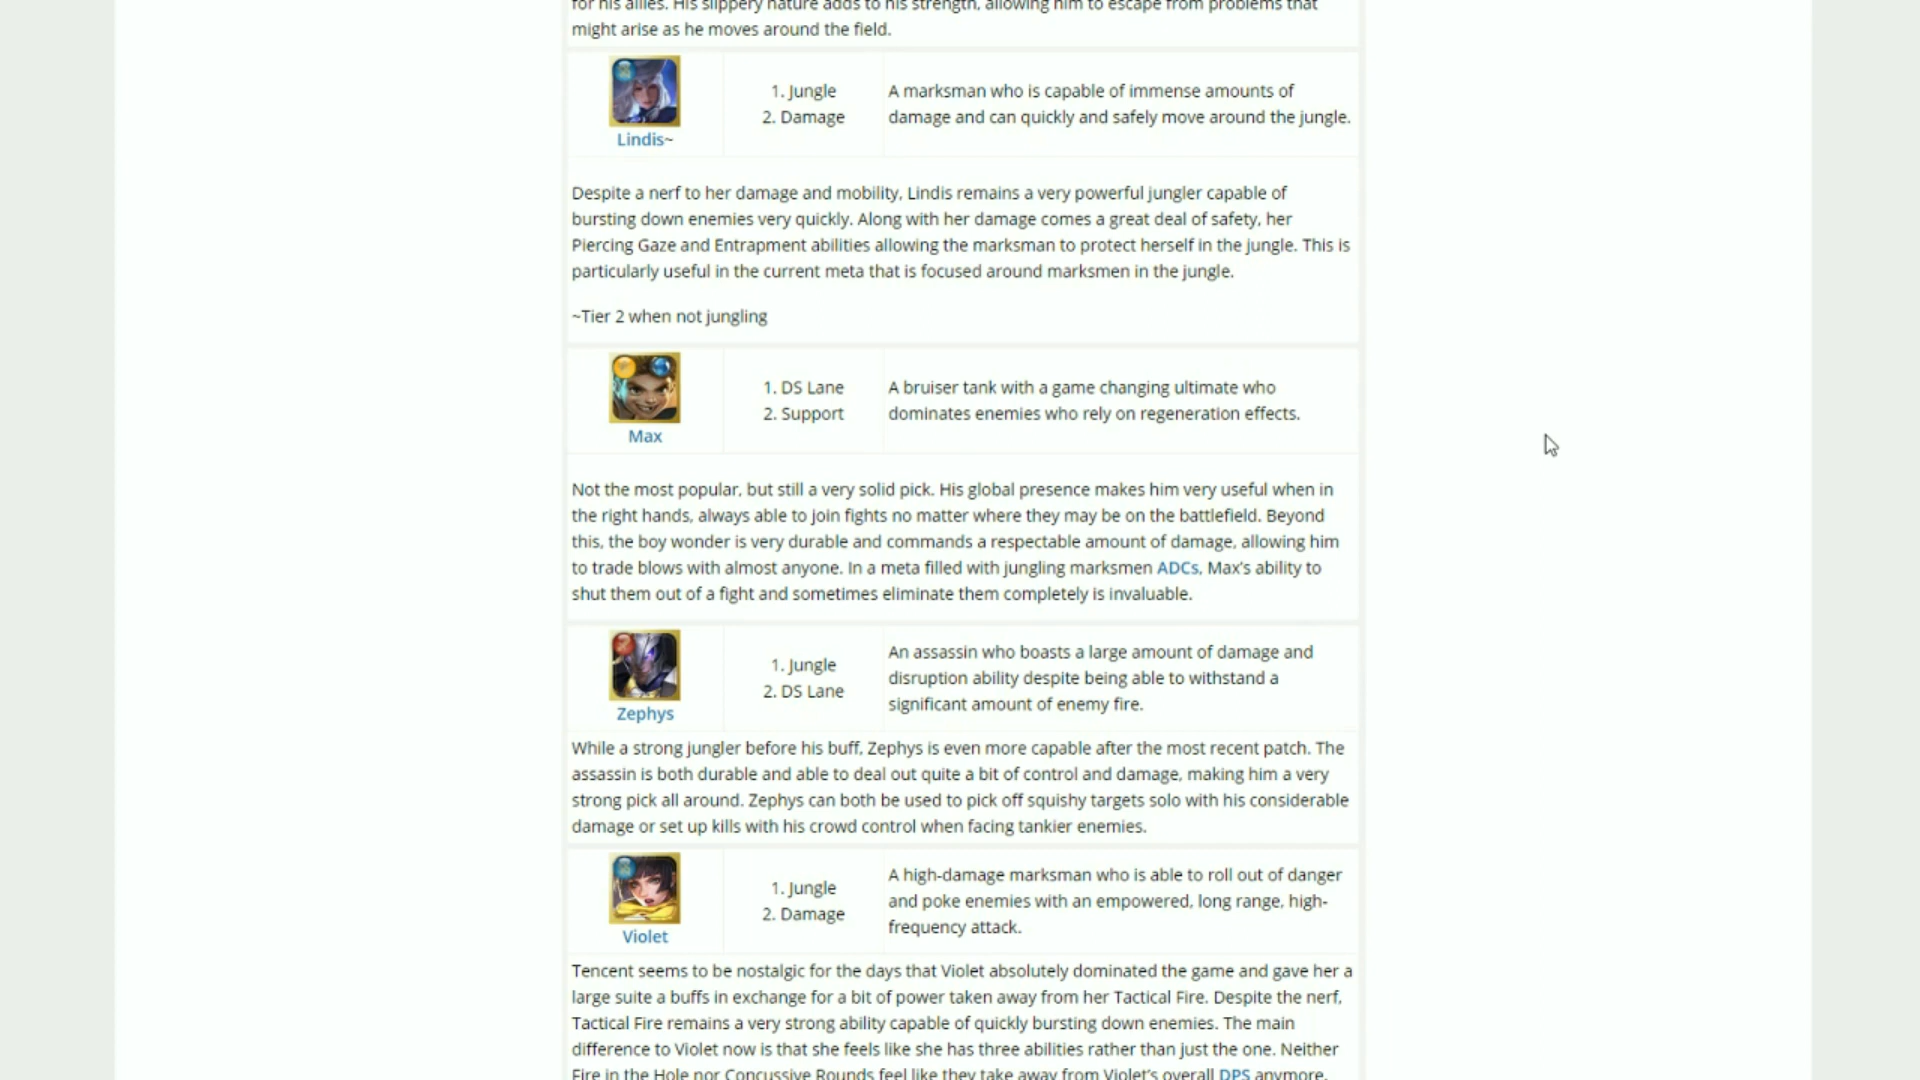 for his allies. His slippery nature adds to his strength, allowing him to escape from problems that
might arise as he moves around the field.
Lindis~
1. Jungle
2. Damage
A marksman who is capable of immense amounts of
damage and can quickly and safely move around the jungle.
Despite a nerf to her damage and mobility, Lindis remains a very powerful jungler capable of
bursting down enemies very quickly. Along with her damage comes a great deal of safety, her
Piercing Gaze and Entrapment abilities allowing the marksman to protect herself in the jungle. This is
particularly useful in the current meta that is focused around marksmen in the jungle.
~Tier 2 when not jungling
Max
1. DS Lane
2. Support
A bruiser tank with a game changing ultimate who
dominates enemies who rely on regeneration effects.
Not the most popular, but still a very solid pick. His global presence makes him very useful when in
the right hands, always able to join fights no matter where they may be on the battlefield. Beyond
this, the boy wonder is very durable and commands a respectable amount of damage, allowing him
to trade blows with almost anyone. In a meta filled with jungling marksmen ADCs, Max's ability to
shut them out of a fight and sometimes eliminate them completely is invaluable.
Zephys
1. Jungle
2. DS Lane
An assassin who boasts a large amount of damage and
disruption ability despite being able to withstand a
significant amount of enemy fire.
While a strong jungler before his buff, Zephys is even more capable after the most recent patch. The
assassin is both durable and able to deal out quite a bit of control and damage, making him a very
strong pick all around. Zephys can both be used to pick off squishy targets solo with his considerable
damage or set up kills with his crowd control when facing tankier enemies.
Violet
1. Jungle
2. Damage
A high-damage marksman who is able to roll out of danger
and poke enemies with an empowered, long range, high-
frequency attack.
Tencent seems to be nostalgic for the days that Violet absolutely dominated the game and gave her a
large suite a buffs in exchange for a bit of power taken away from her Tactical Fire. Despite the nerf,
Tactical Fire remains a very strong ability capable of quickly bursting down enemies. The main
difference to Violet now is that she feels like she has three abilities rather than just the one. Neither
Fire in the Hole nor Concussive Rounds feel like they take away from Violet's overall DPS anymore,